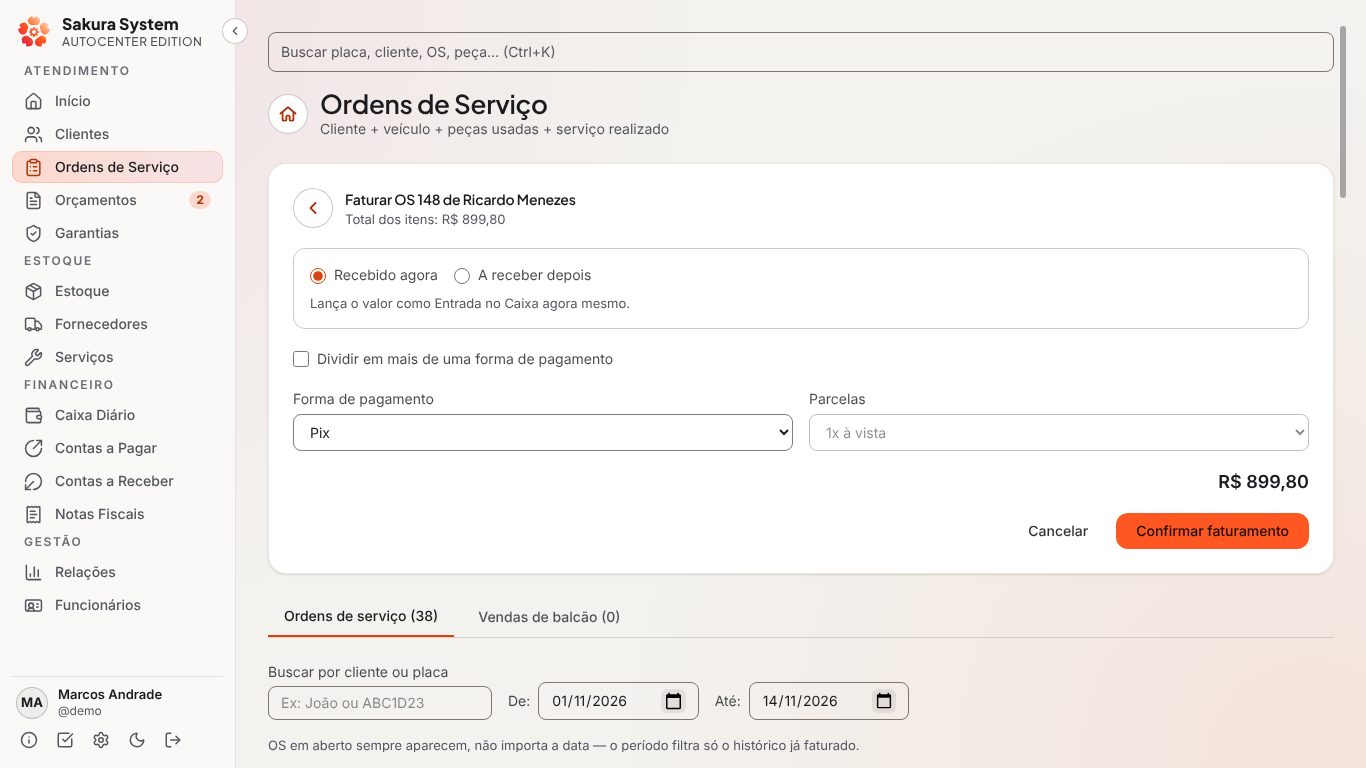 Sakura System
AUTOCENTER EDITION
ATENDIMENTO
Início
Clientes
Ordens de Serviço
Orçamentos 2
Garantias
ESTOQUE
Estoque
Fornecedores
Serviços
FINANCEIRO
Caixa Diário
Contas a Pagar
Contas a Receber
Notas Fiscais
GESTÃO
Relações
Funcionários
MA
Marcos Andrade
@demo
Buscar placa, cliente, OS, peça... (Ctrl+K)
Ordens de Serviço
Cliente + veículo + peças usadas + serviço realizado
Faturar OS 148 de Ricardo Menezes
Total dos itens: R$ 899,80
Recebido agora A receber depois
Lança o valor como Entrada no Caixa agora mesmo.
Dividir em mais de uma forma de pagamento
Forma de pagamento Parcelas
Pix 1x à vista
R$ 899,80
Cancelar Confirmar faturamento
Ordens de serviço (38) Vendas de balcão (0)
Buscar por cliente ou placa
Ex: João ou ABC1D23 De: 01/11/2026 Até: 14/11/2026
OS em aberto sempre aparecem, não importa a data — o período filtra só o histórico já faturado.